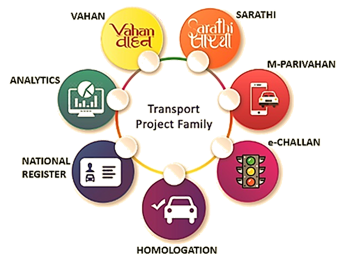 VAHAN
Vahan
वाहन
SARATHI
Sarathi
सारथी
ANALYTICS
M-PARIVAHAN
Transport
Project Family
NATIONAL
REGISTER
e-CHALLAN
HOMOLOGATION